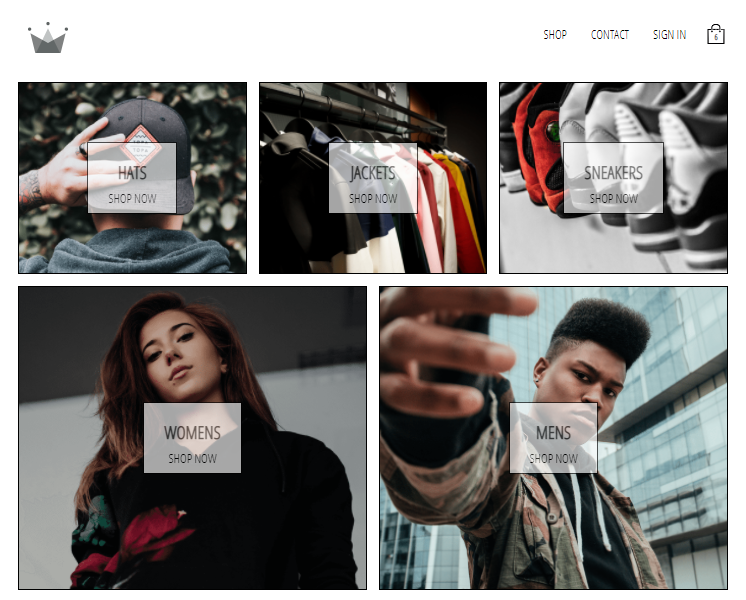 SHOP
CONTACT
SIGN IN
6
HATS
SHOP NOW
JACKETS
SHOP NOW
SNEAKERS
SHOP NOW
WOMENS
SHOP NOW
MENS
SHOP NOW